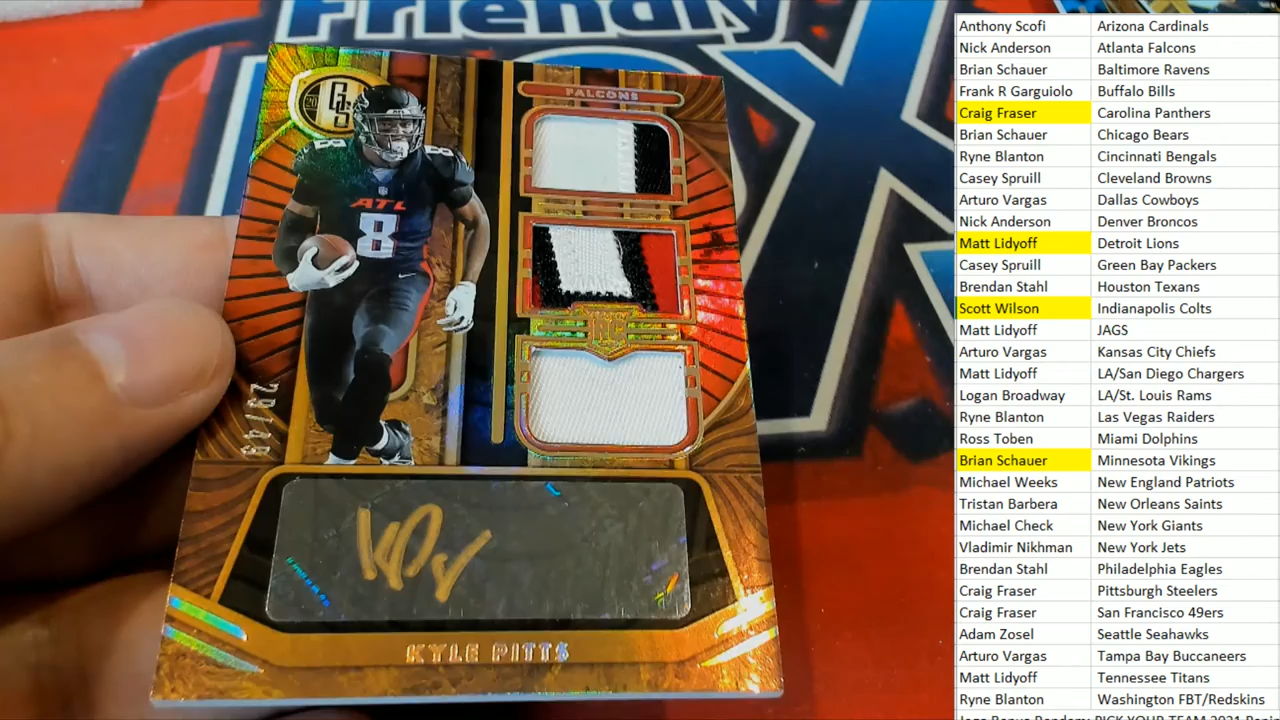 Friendly
BOX
GS
20
FALCONS
8
8
ATL
8
RC
29/49
KYLE PITTS
Anthony Scofi Arizona Cardinals
Nick Anderson Atlanta Falcons
Brian Schauer Baltimore Ravens
Frank R Garguiolo Buffalo Bills
Craig Fraser Carolina Panthers
Brian Schauer Chicago Bears
Ryne Blanton Cincinnati Bengals
Casey Spruill Cleveland Browns
Arturo Vargas Dallas Cowboys
Nick Anderson Denver Broncos
Matt Lidyoff Detroit Lions
Casey Spruill Green Bay Packers
Brendan Stahl Houston Texans
Scott Wilson Indianapolis Colts
Matt Lidyoff JAGS
Arturo Vargas Kansas City Chiefs
Matt Lidyoff LA/San Diego Chargers
Logan Broadway LA/St. Louis Rams
Ryne Blanton Las Vegas Raiders
Ross Toben Miami Dolphins
Brian Schauer Minnesota Vikings
Michael Weeks New England Patriots
Tristan Barbera New Orleans Saints
Michael Check New York Giants
Vladimir Nikhman New York Jets
Brendan Stahl Philadelphia Eagles
Craig Fraser Pittsburgh Steelers
Craig Fraser San Francisco 49ers
Adam Zosel Seattle Seahawks
Arturo Vargas Tampa Bay Buccaneers
Matt Lidyoff Tennessee Titans
Ryne Blanton Washington FBT/Redskins